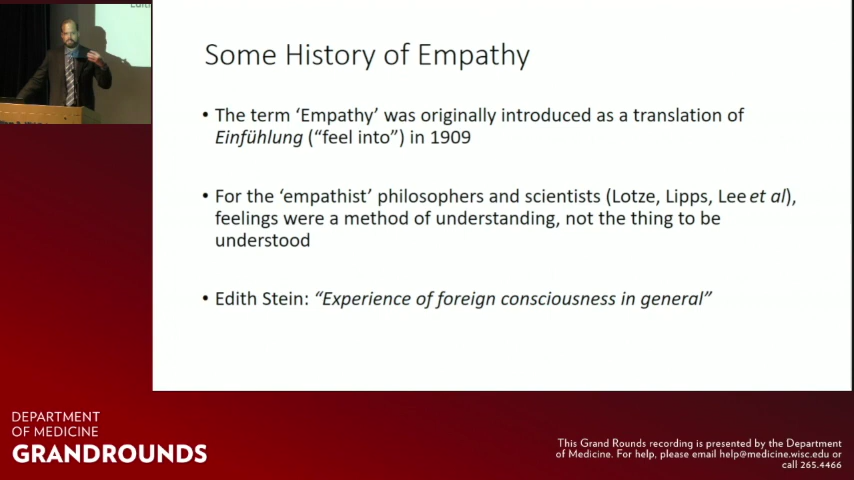 Some History of Empathy
• The term ‘Empathy’ was originally introduced as a translation of
Einfühlung (“feel into”) in 1909
• For the ‘empathist’ philosophers and scientists (Lotze, Lipps, Lee et al),
feelings were a method of understanding, not the thing to be
understood
• Edith Stein: “Experience of foreign consciousness in general”
DEPARTMENT
OF MEDICINE
GRANDROUNDS
This Grand Rounds recording is presented by the Department
of Medicine. For help, please email help@medicine.wisc.edu or
call 265.4466